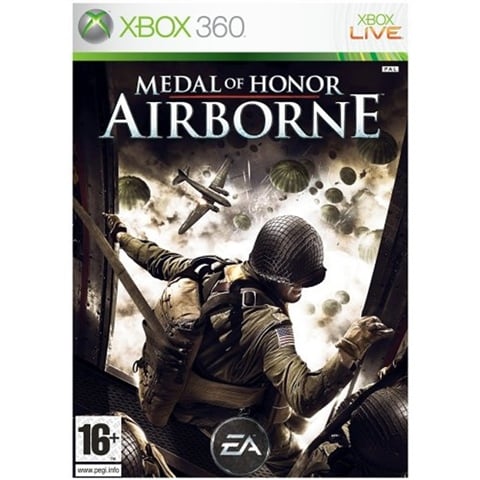 XBOX 360
XBOX
LIVE
PAL
MEDAL OF HONOR
AIRBORNE
16+
www.pegi.info
EA